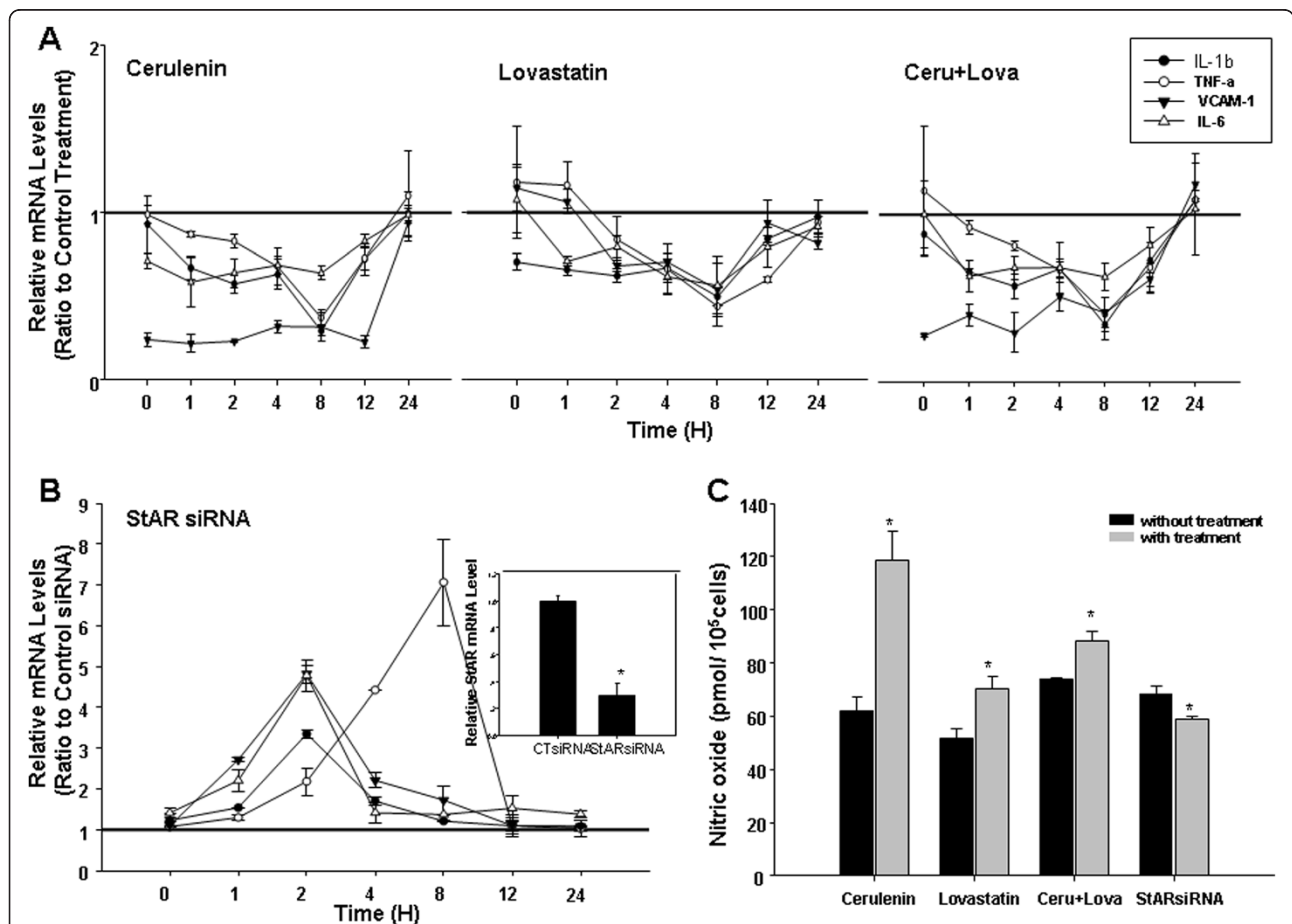 A
Cerulenin
Lovastatin
Ceru+Lova
IL-1b
TNF-a
VCAM-1
IL-6
Relative mRNA Levels
(Ratio to Control Treatment)
2
1
0
0 1 2 4 8 12 24
0 1 2 4 8 12 24
0 1 2 4 8 12 24
Time (H)
B
StAR siRNA
Relative mRNA Levels
(Ratio to Control siRNA)
9
8
7
6
5
4
3
2
1
0
0 1 2 4 8 12 24
Time (H)
Relative StAR mRNA Level
*
CTsiRNA StARsiRNA
C
without treatment
with treatment
Nitric oxide (pmol/ 10⁵cells)
140
120
100
80
60
40
20
0
* * * *
Cerulenin Lovastatin Ceru+Lova StARsiRNA